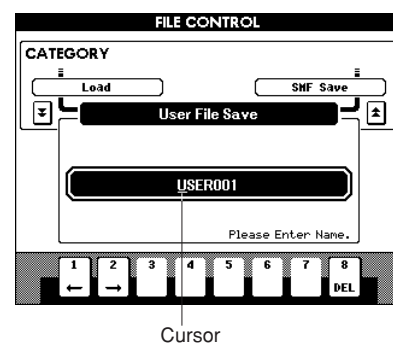 FILE CONTROL
CATEGORY
Load
SMF Save
User File Save
USER001
Please Enter Name.
1 2 3 4 5 6 7 8
← → DEL
Cursor